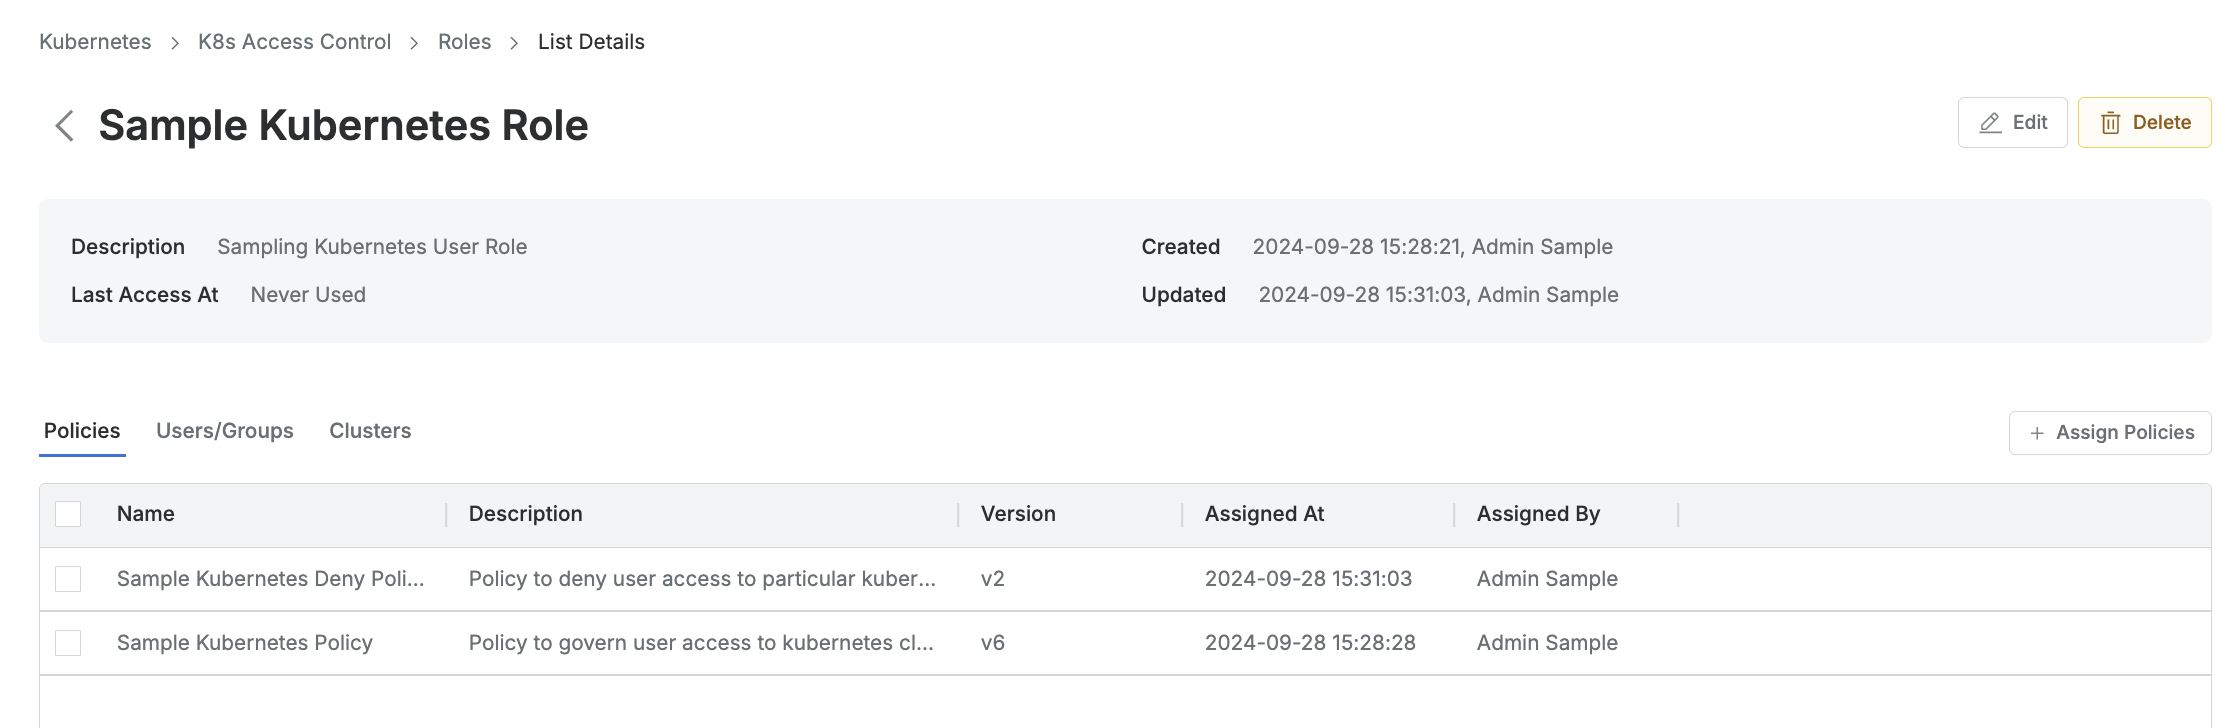 Kubernetes > K8s Access Control > Roles > List Details
Sample Kubernetes Role
Edit
Delete
Description Sampling Kubernetes User Role
Created 2024-09-28 15:28:21, Admin Sample
Last Access At Never Used
Updated 2024-09-28 15:31:03, Admin Sample
Policies Users/Groups Clusters
+ Assign Policies
Name Description Version Assigned At Assigned By
Sample Kubernetes Deny Poli... Policy to deny user access to particular kuber... v2 2024-09-28 15:31:03 Admin Sample
Sample Kubernetes Policy Policy to govern user access to kubernetes cl... v6 2024-09-28 15:28:28 Admin Sample